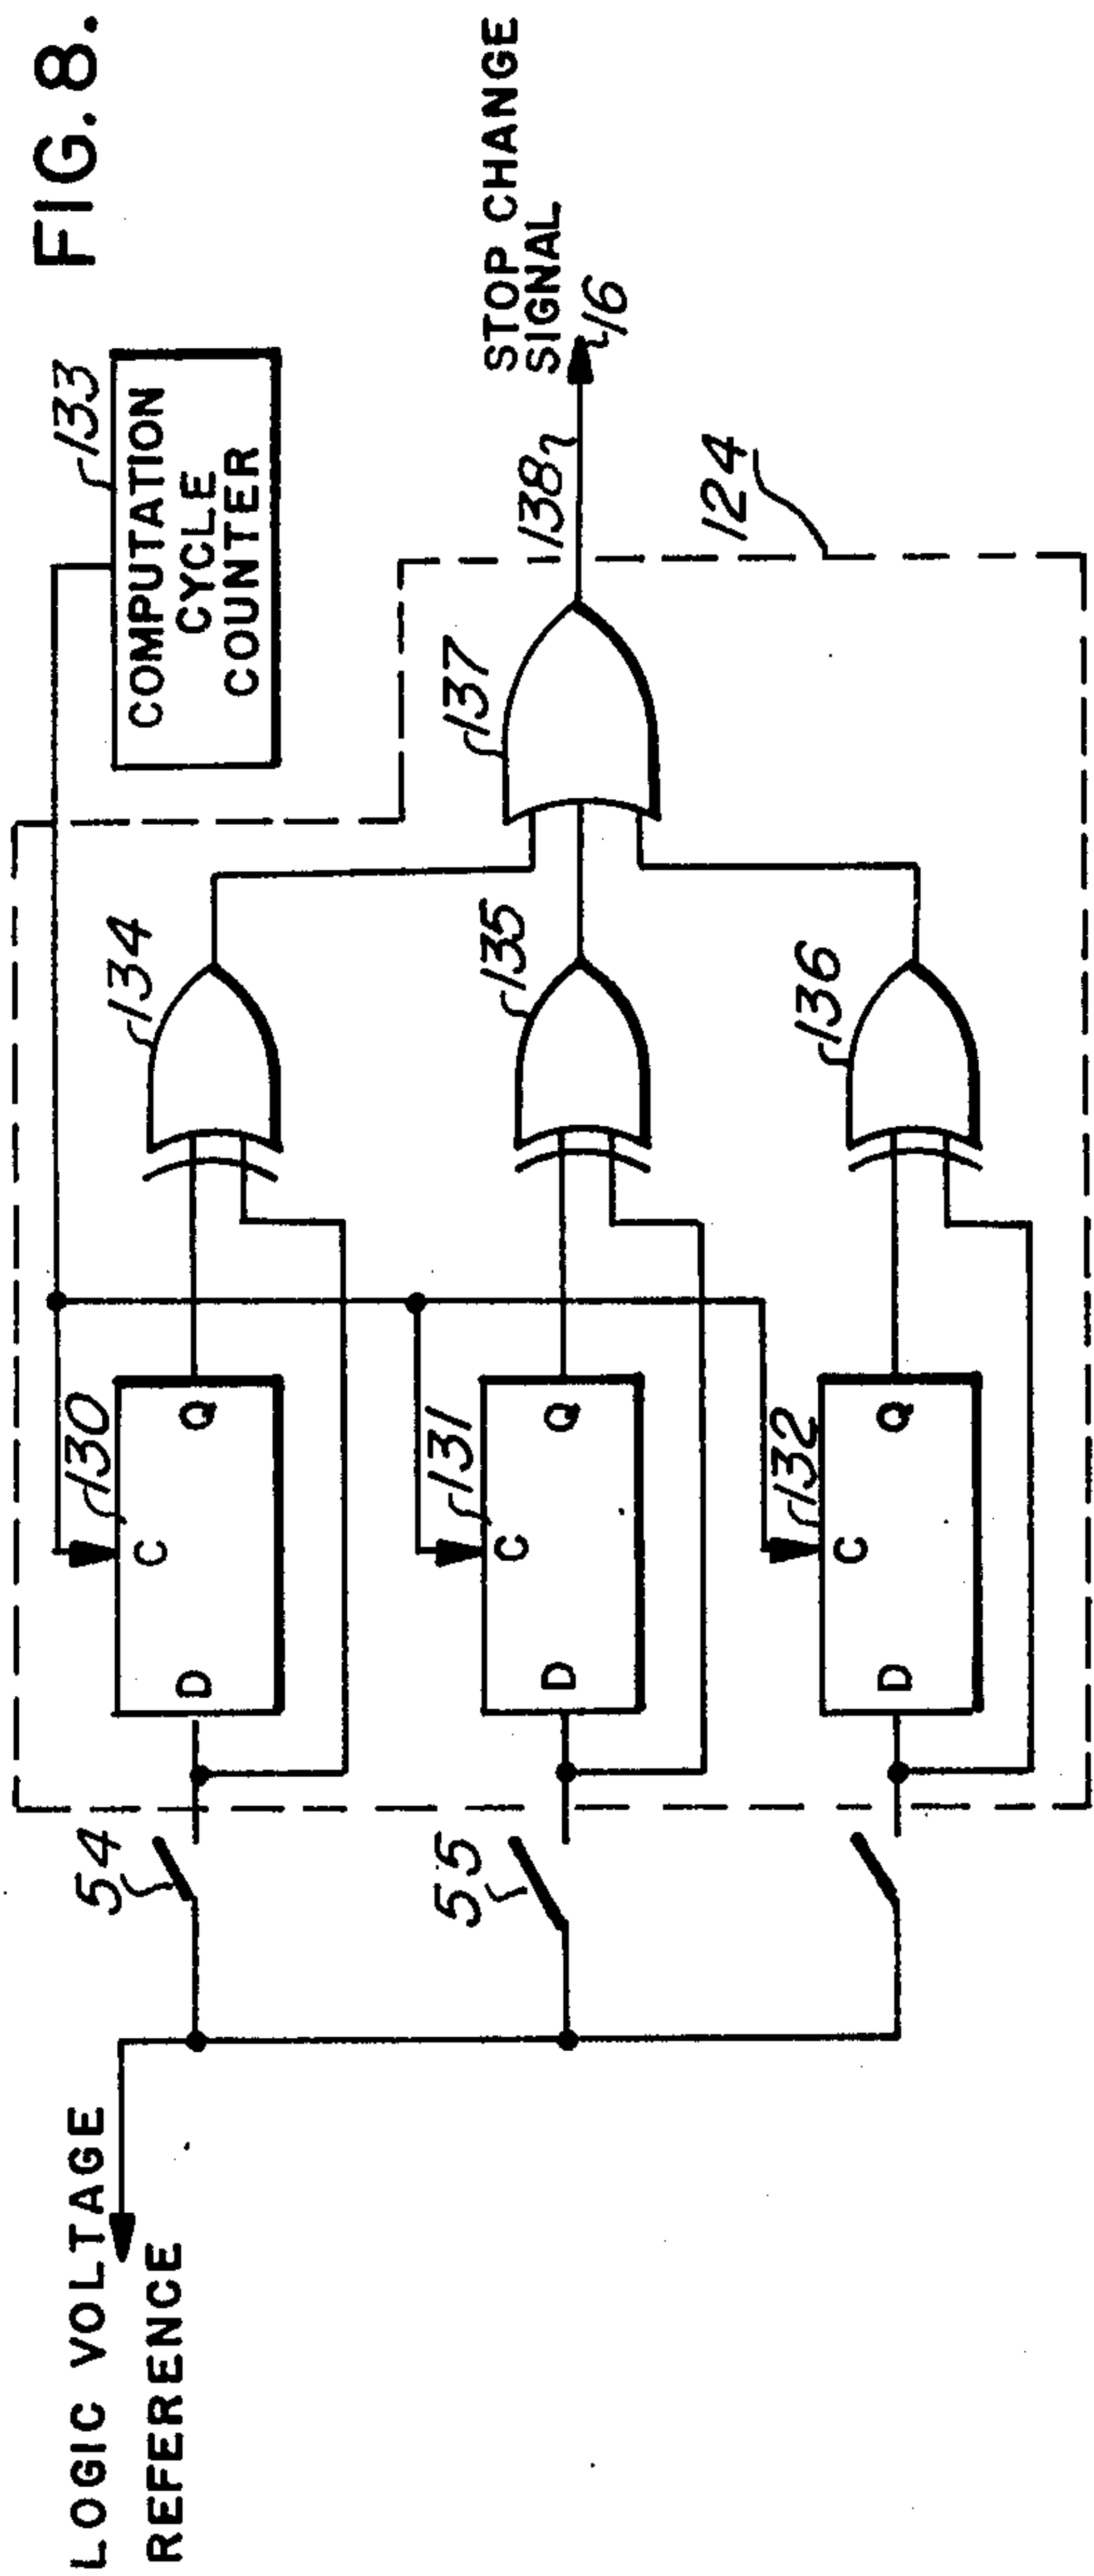 FIG. 8.
LOGIC VOLTAGE
REFERENCE
54
55
D
C
Q
130
D
C
Q
131
D
C
Q
132
134
135
136
137
133
COMPUTATION
CYCLE
COUNTER
138
124
STOP CHANGE
SIGNAL
16